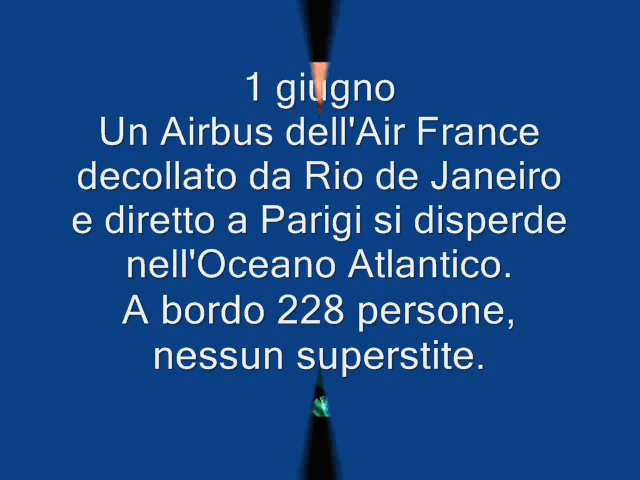 1 giugno
Un Airbus dell'Air France
decollato da Rio de Janeiro
e diretto a Parigi si disperde
nell'Oceano Atlantico.
A bordo 228 persone,
nessun superstite.